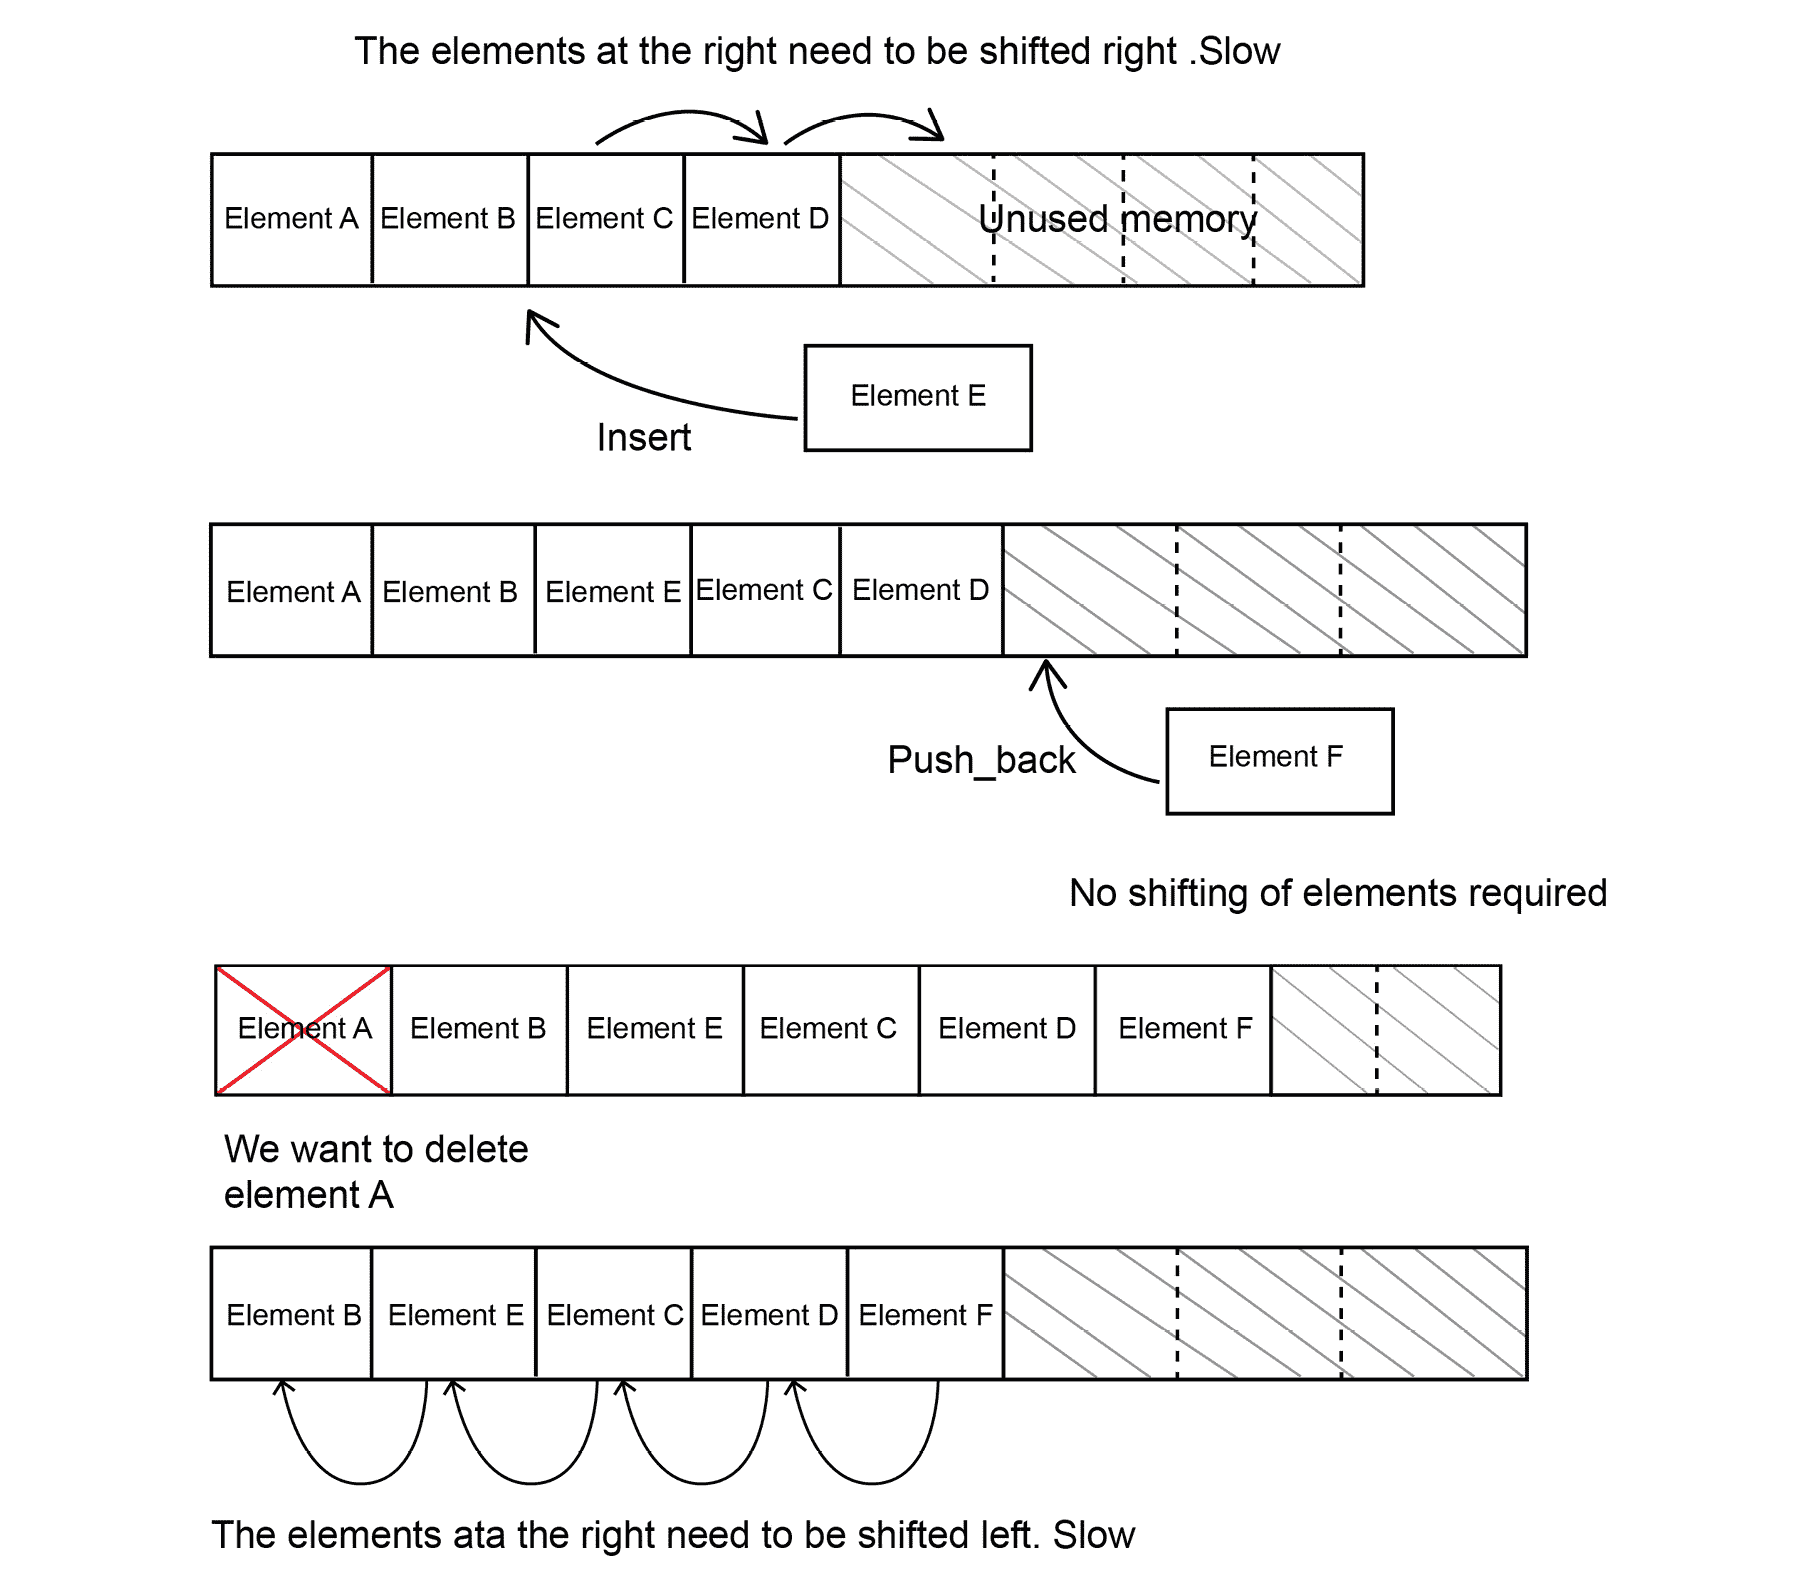 The elements at the right need to be shifted right .Slow
Element A Element B Element C Element D Unused memory
Element E
Insert
Element A Element B Element E Element C Element D
Push_back Element F
No shifting of elements required
Element A Element B Element E Element C Element D Element F
We want to delete
element A
Element B Element E Element C Element D Element F
The elements ata the right need to be shifted left. Slow